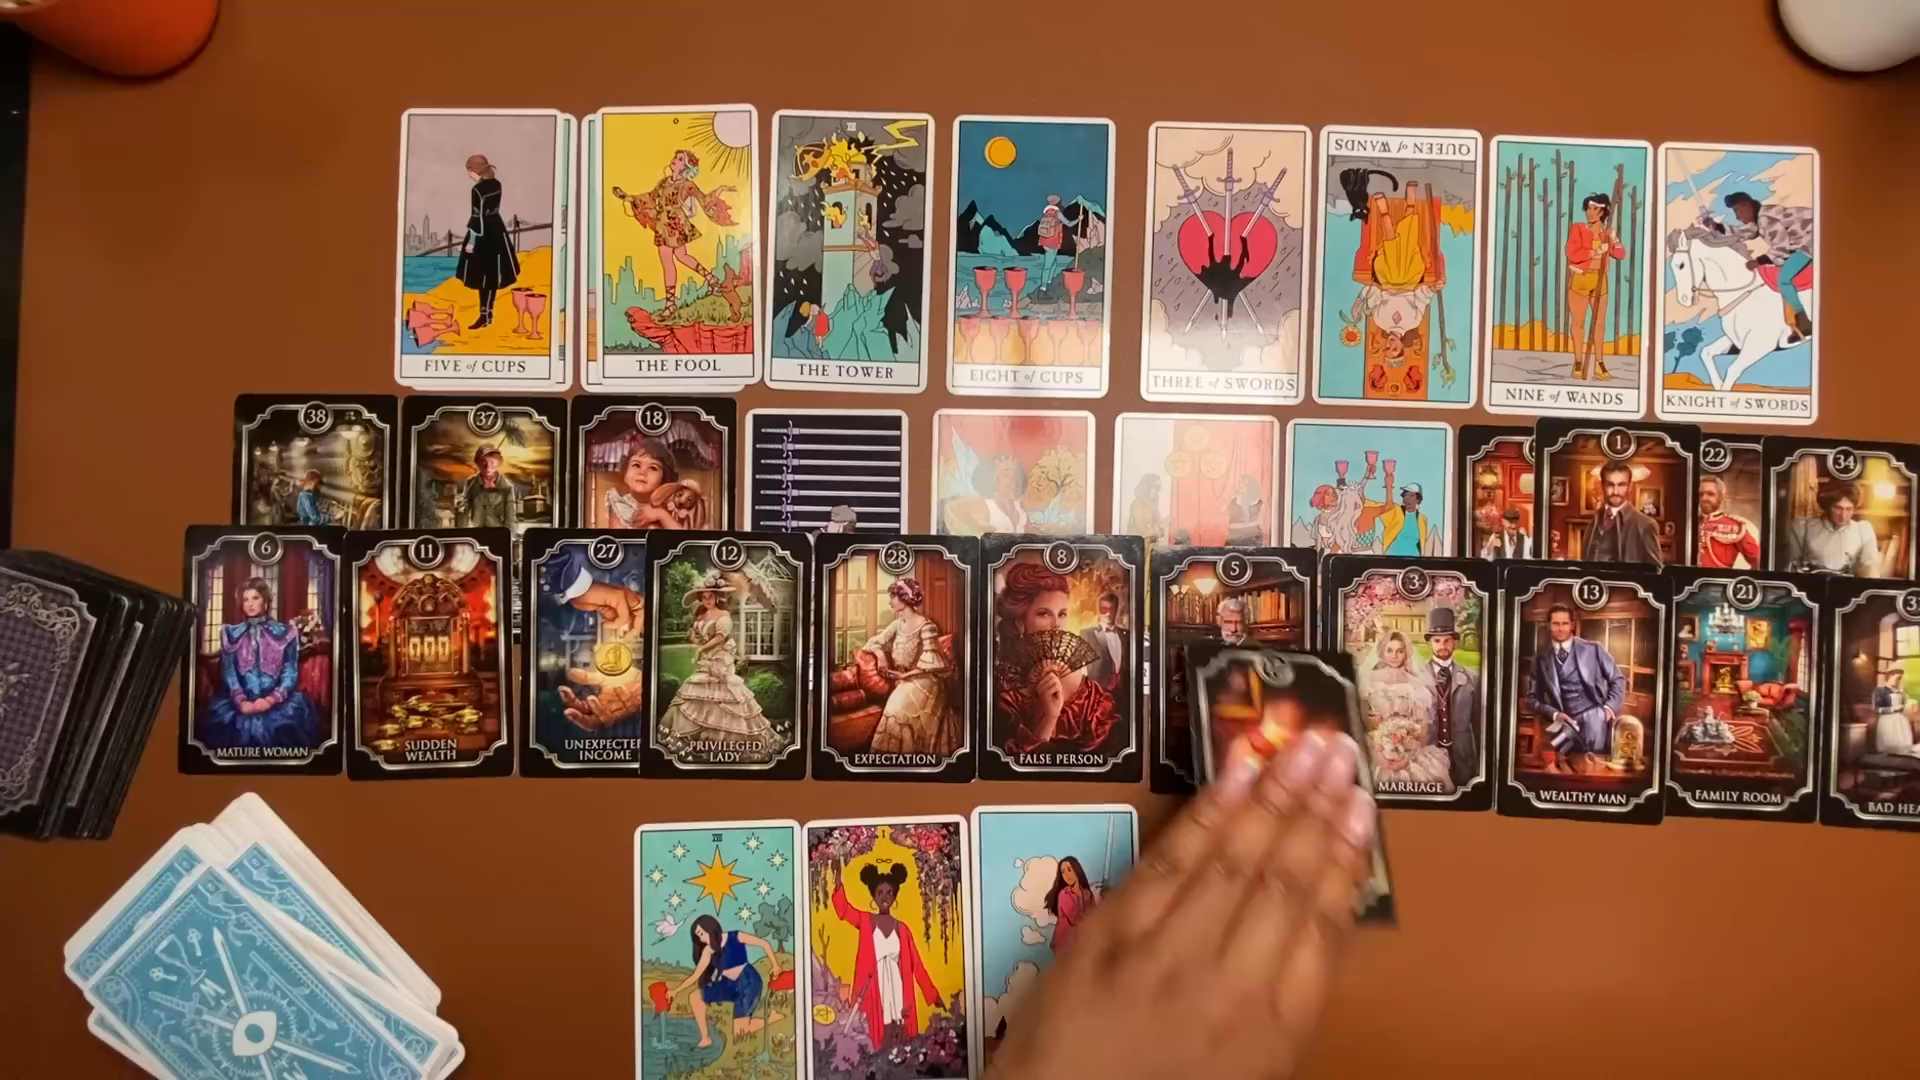 FIVE of CUPS
THE FOOL
THE TOWER
EIGHT of CUPS
THREE of SWORDS
QUEEN of WANDS
NINE of WANDS
KNIGHT of SWORDS
38
37
18
1
22
34
6
MATURE WOMAN
11
SUDDEN
WEALTH
27
INCOME
12
PRIVILEGED
LADY
28
EXPECTATION
8
FALSE PERSON
5
3
MARRIAGE
13
WEALTHY MAN
21
FAMILY ROOM
BAD
XVII
I